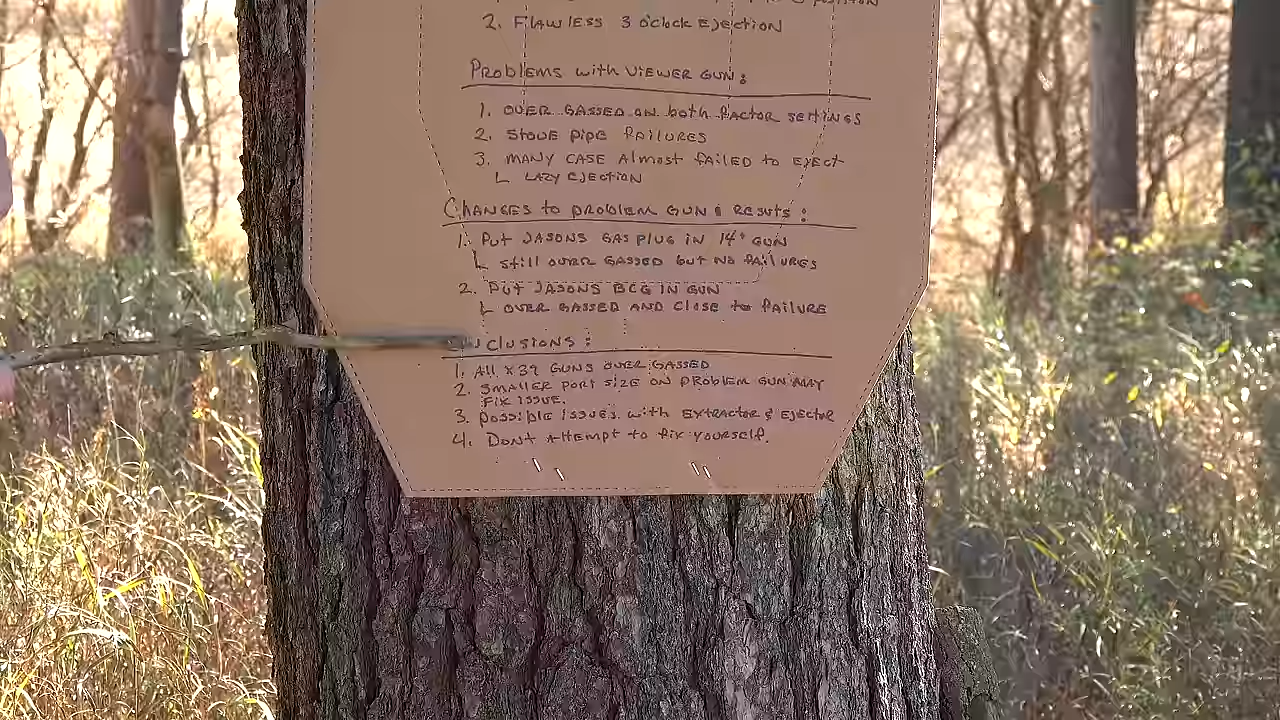 position
2. Flawless 3 o'clock Ejection
Problems with Viewer Gun:
1. Over Gassed on both factor settings
2. Stove pipe failures
3. Many case Almost failed to Eject
Lazy Ejection
Changes to problem Gun & Resuts:
1. Put Jasons Gas plug in 14" Gun
still over gassed but no failures
2. Put Jasons BCG in Gun
over gassed and close to failure
Conclusions:
1. All x39 Guns over gassed
2. Smaller port size on problem gun may
fix issue.
3. possible issues with Extractor & Ejector
4. Dont Attempt to fix yourself.